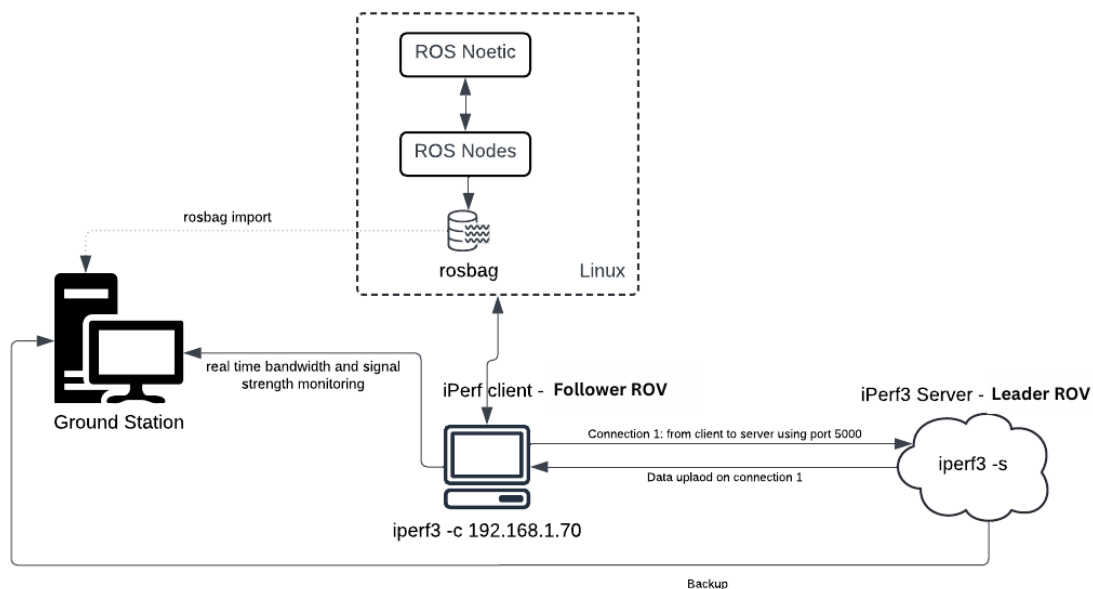 ROS Noetic
ROS Nodes
rosbag import
rosbag
Linux
real time bandwidth and signal
strength monitoring
Ground Station
iPerf client - Follower ROV
iPerf3 Server - Leader ROV
Connection 1: from client to server using port 5000
iperf3 -s
Data uplaod on connection 1
iperf3 -c 192.168.1.70
Backup